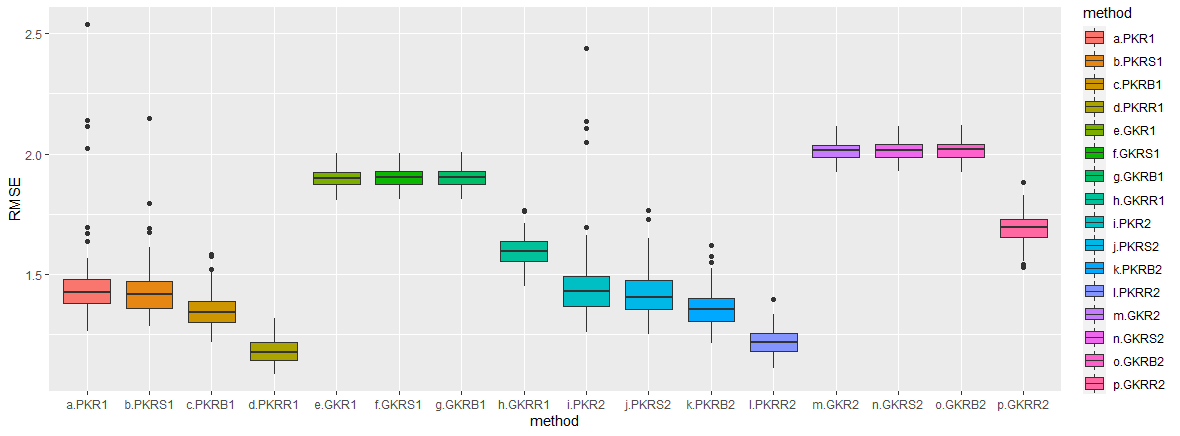 method
2.5
2.0
1.5
RMSE
a.PKR1
b.PKRS1
c.PKRB1
d.PKRR1
e.GKR1
f.GKRS1
g.GKRB1
h.GKRR1
i.PKR2
j.PKRS2
k.PKRB2
l.PKRR2
m.GKR2
n.GKRS2
o.GKRB2
p.GKRR2
a.PKR1 b.PKRS1 c.PKRB1 d.PKRR1 e.GKR1 f.GKRS1 g.GKRB1 h.GKRR1 i.PKR2 j.PKRS2 k.PKRB2 l.PKRR2 m.GKR2 n.GKRS2 o.GKRB2 p.GKRR2
method